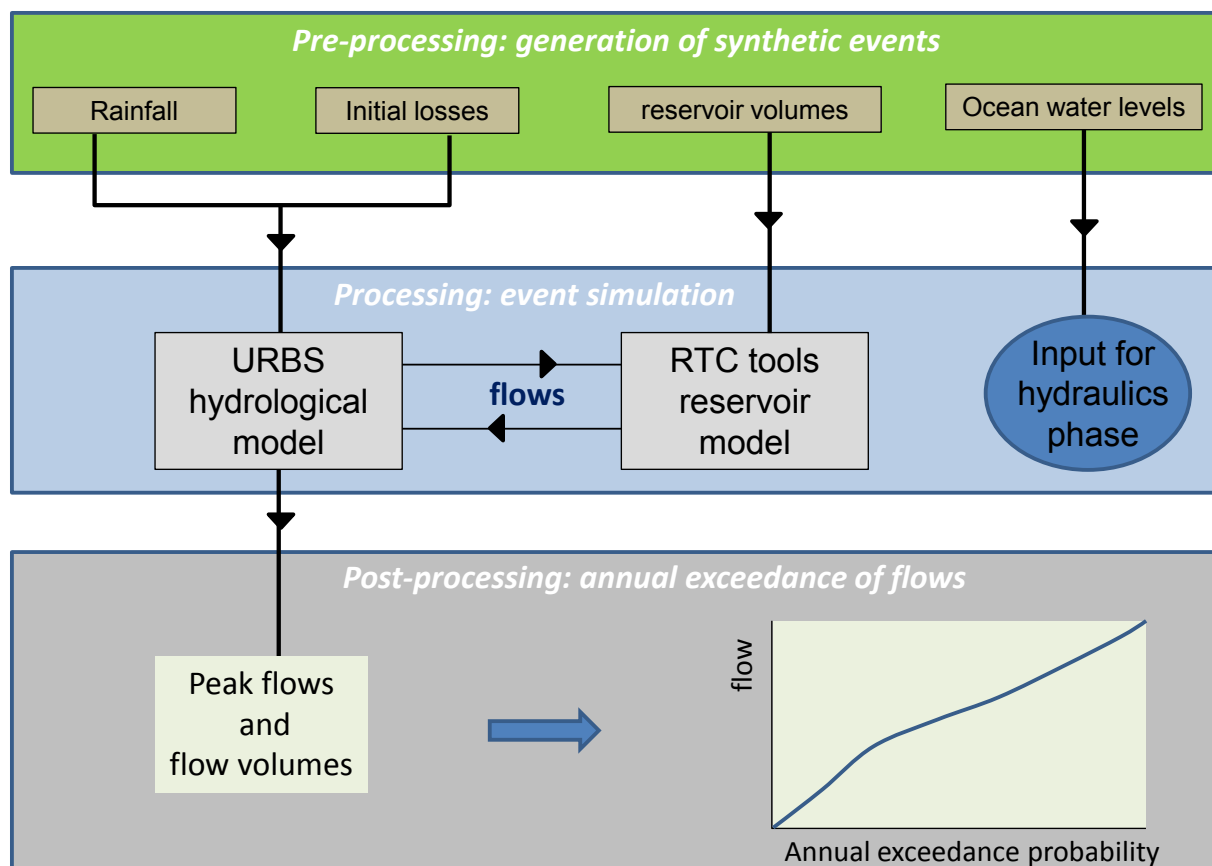 Pre-processing: generation of synthetic events
Rainfall
Initial losses
reservoir volumes
Ocean water levels
Processing: event simulation
URBS
hydrological
model
flows
RTC tools
reservoir
model
Input for
hydraulics
phase
Post-processing: annual exceedance of flows
Peak flows
and
flow volumes
flow
Annual exceedance probability